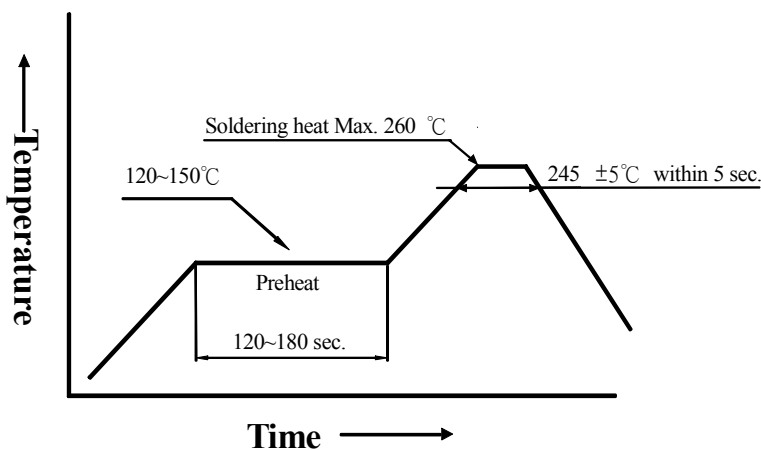 Temperature
Soldering heat Max. 260 ℃
120~150℃
245 ±5℃ within 5 sec.
Preheat
120~180 sec.
Time